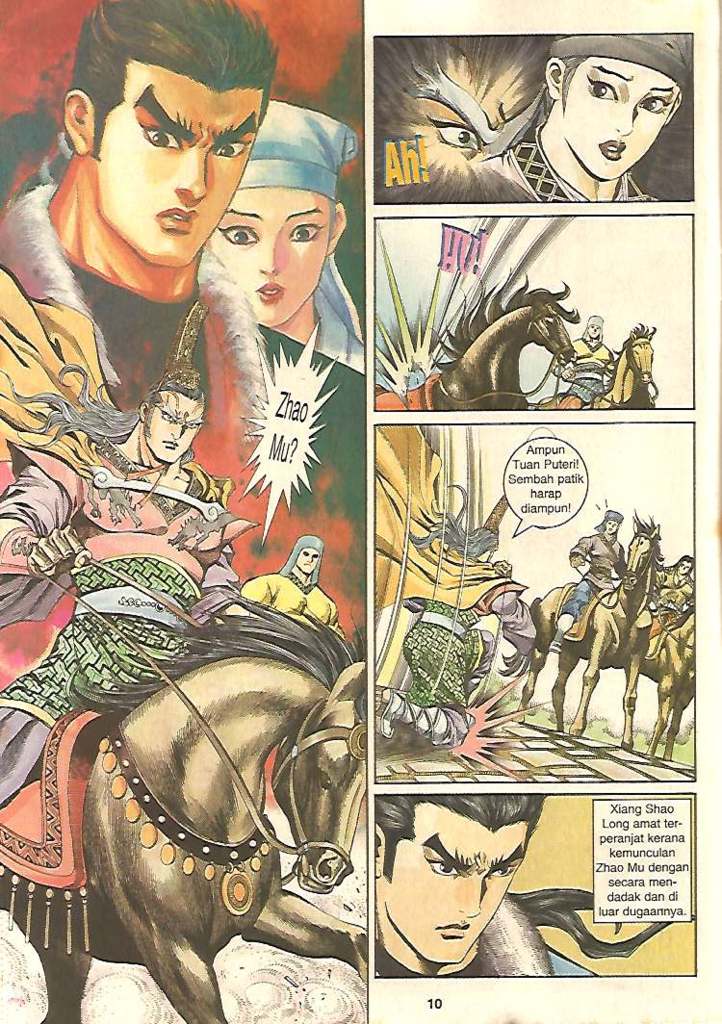 Zhao
Mu?
Ah!
Ampun
Tuan Puteri!
Sembah patik
harap
diampun!
Xiang Shao
Long amat ter-
peranjat kerana
kemunculan
Zhao Mu dengan
secara men-
dadak dan di
luar dugaannya.
10